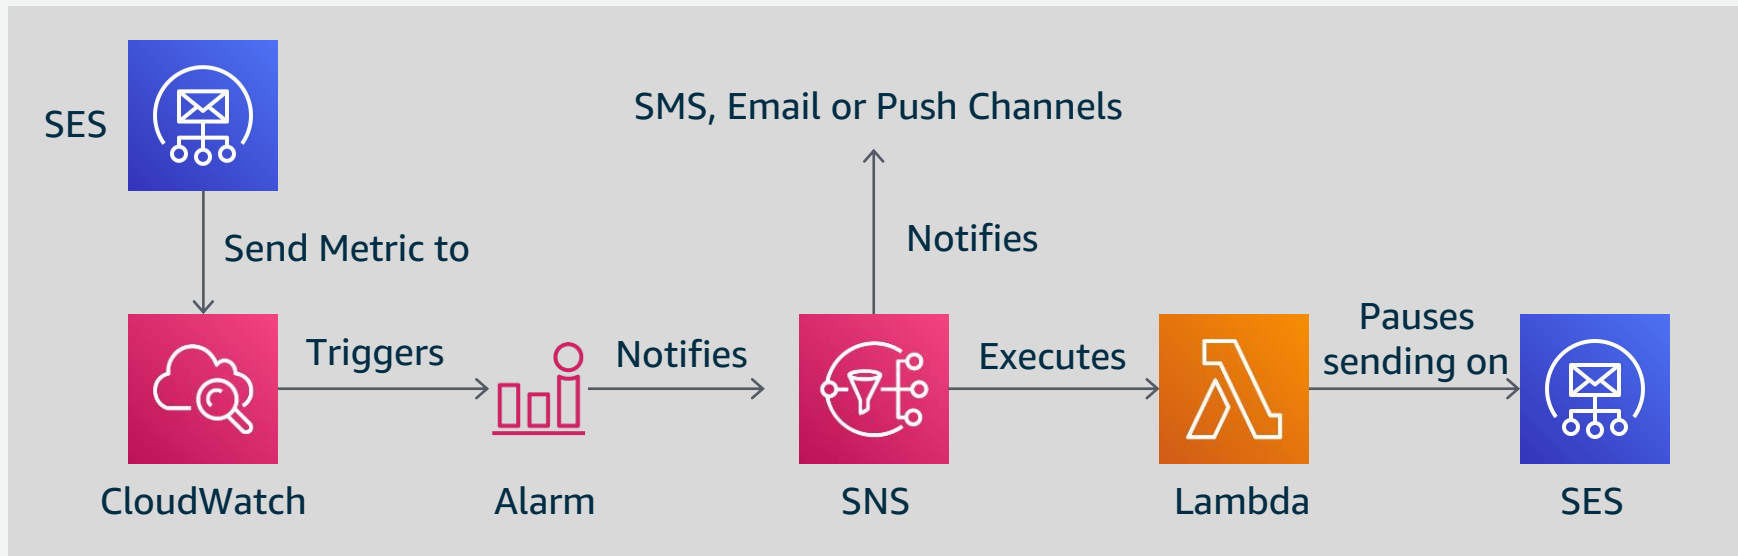 SES
SMS, Email or Push Channels
Send Metric to
Notifies
Triggers
Notifies
Executes
Pauses
sending on
CloudWatch
Alarm
SNS
Lambda
SES